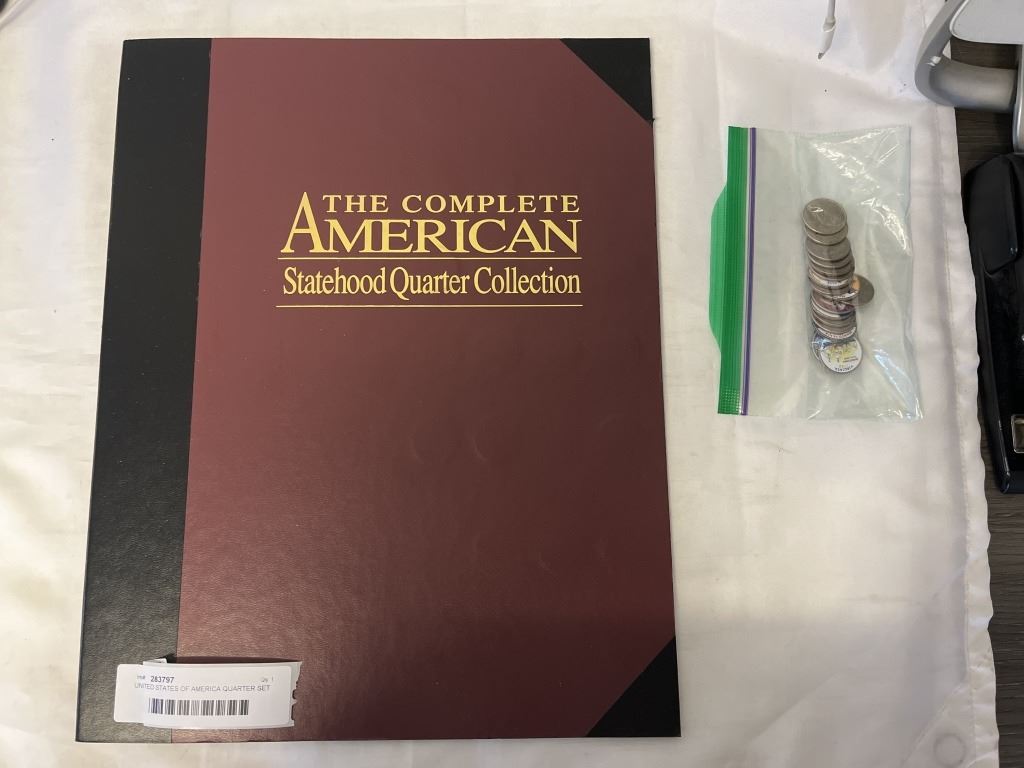 THE COMPLETE
AMERICAN
Statehood Quarter Collection
283797
Qty 1
UNITED STATES OF AMERICA QUARTER SET